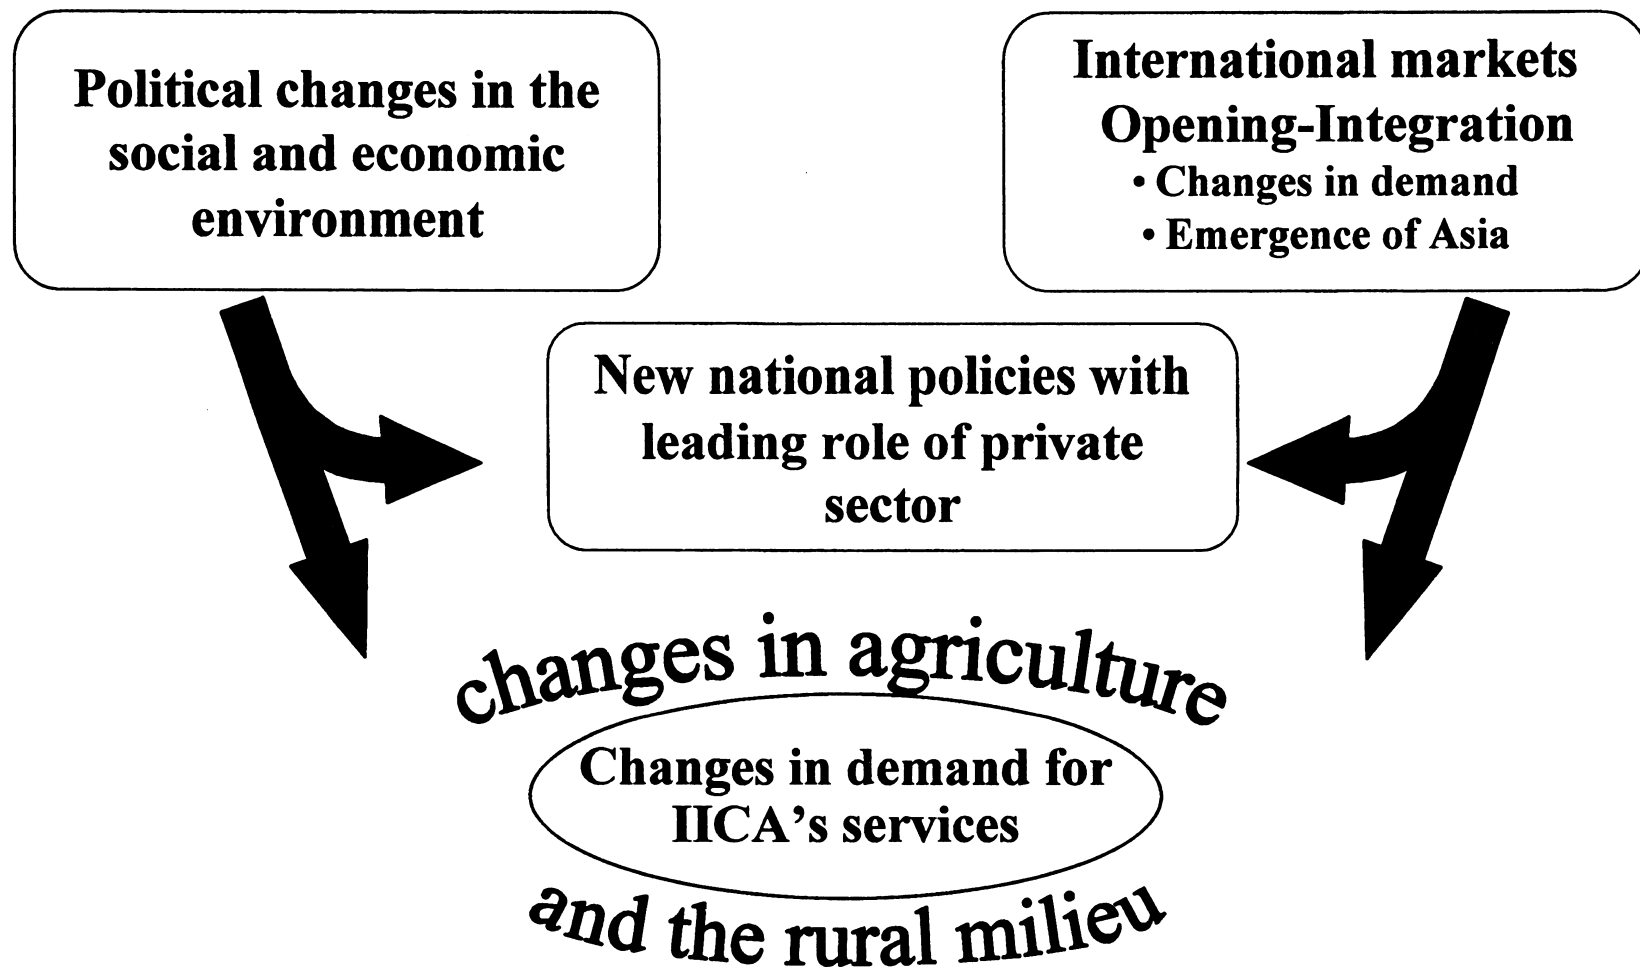 Political changes in the
social and economic
environment
International markets
Opening-Integration
• Changes in demand
• Emergence of Asia
New national policies with
leading role of private
sector
changes in agriculture
Changes in demand for
IICA's services
and the rural milieu